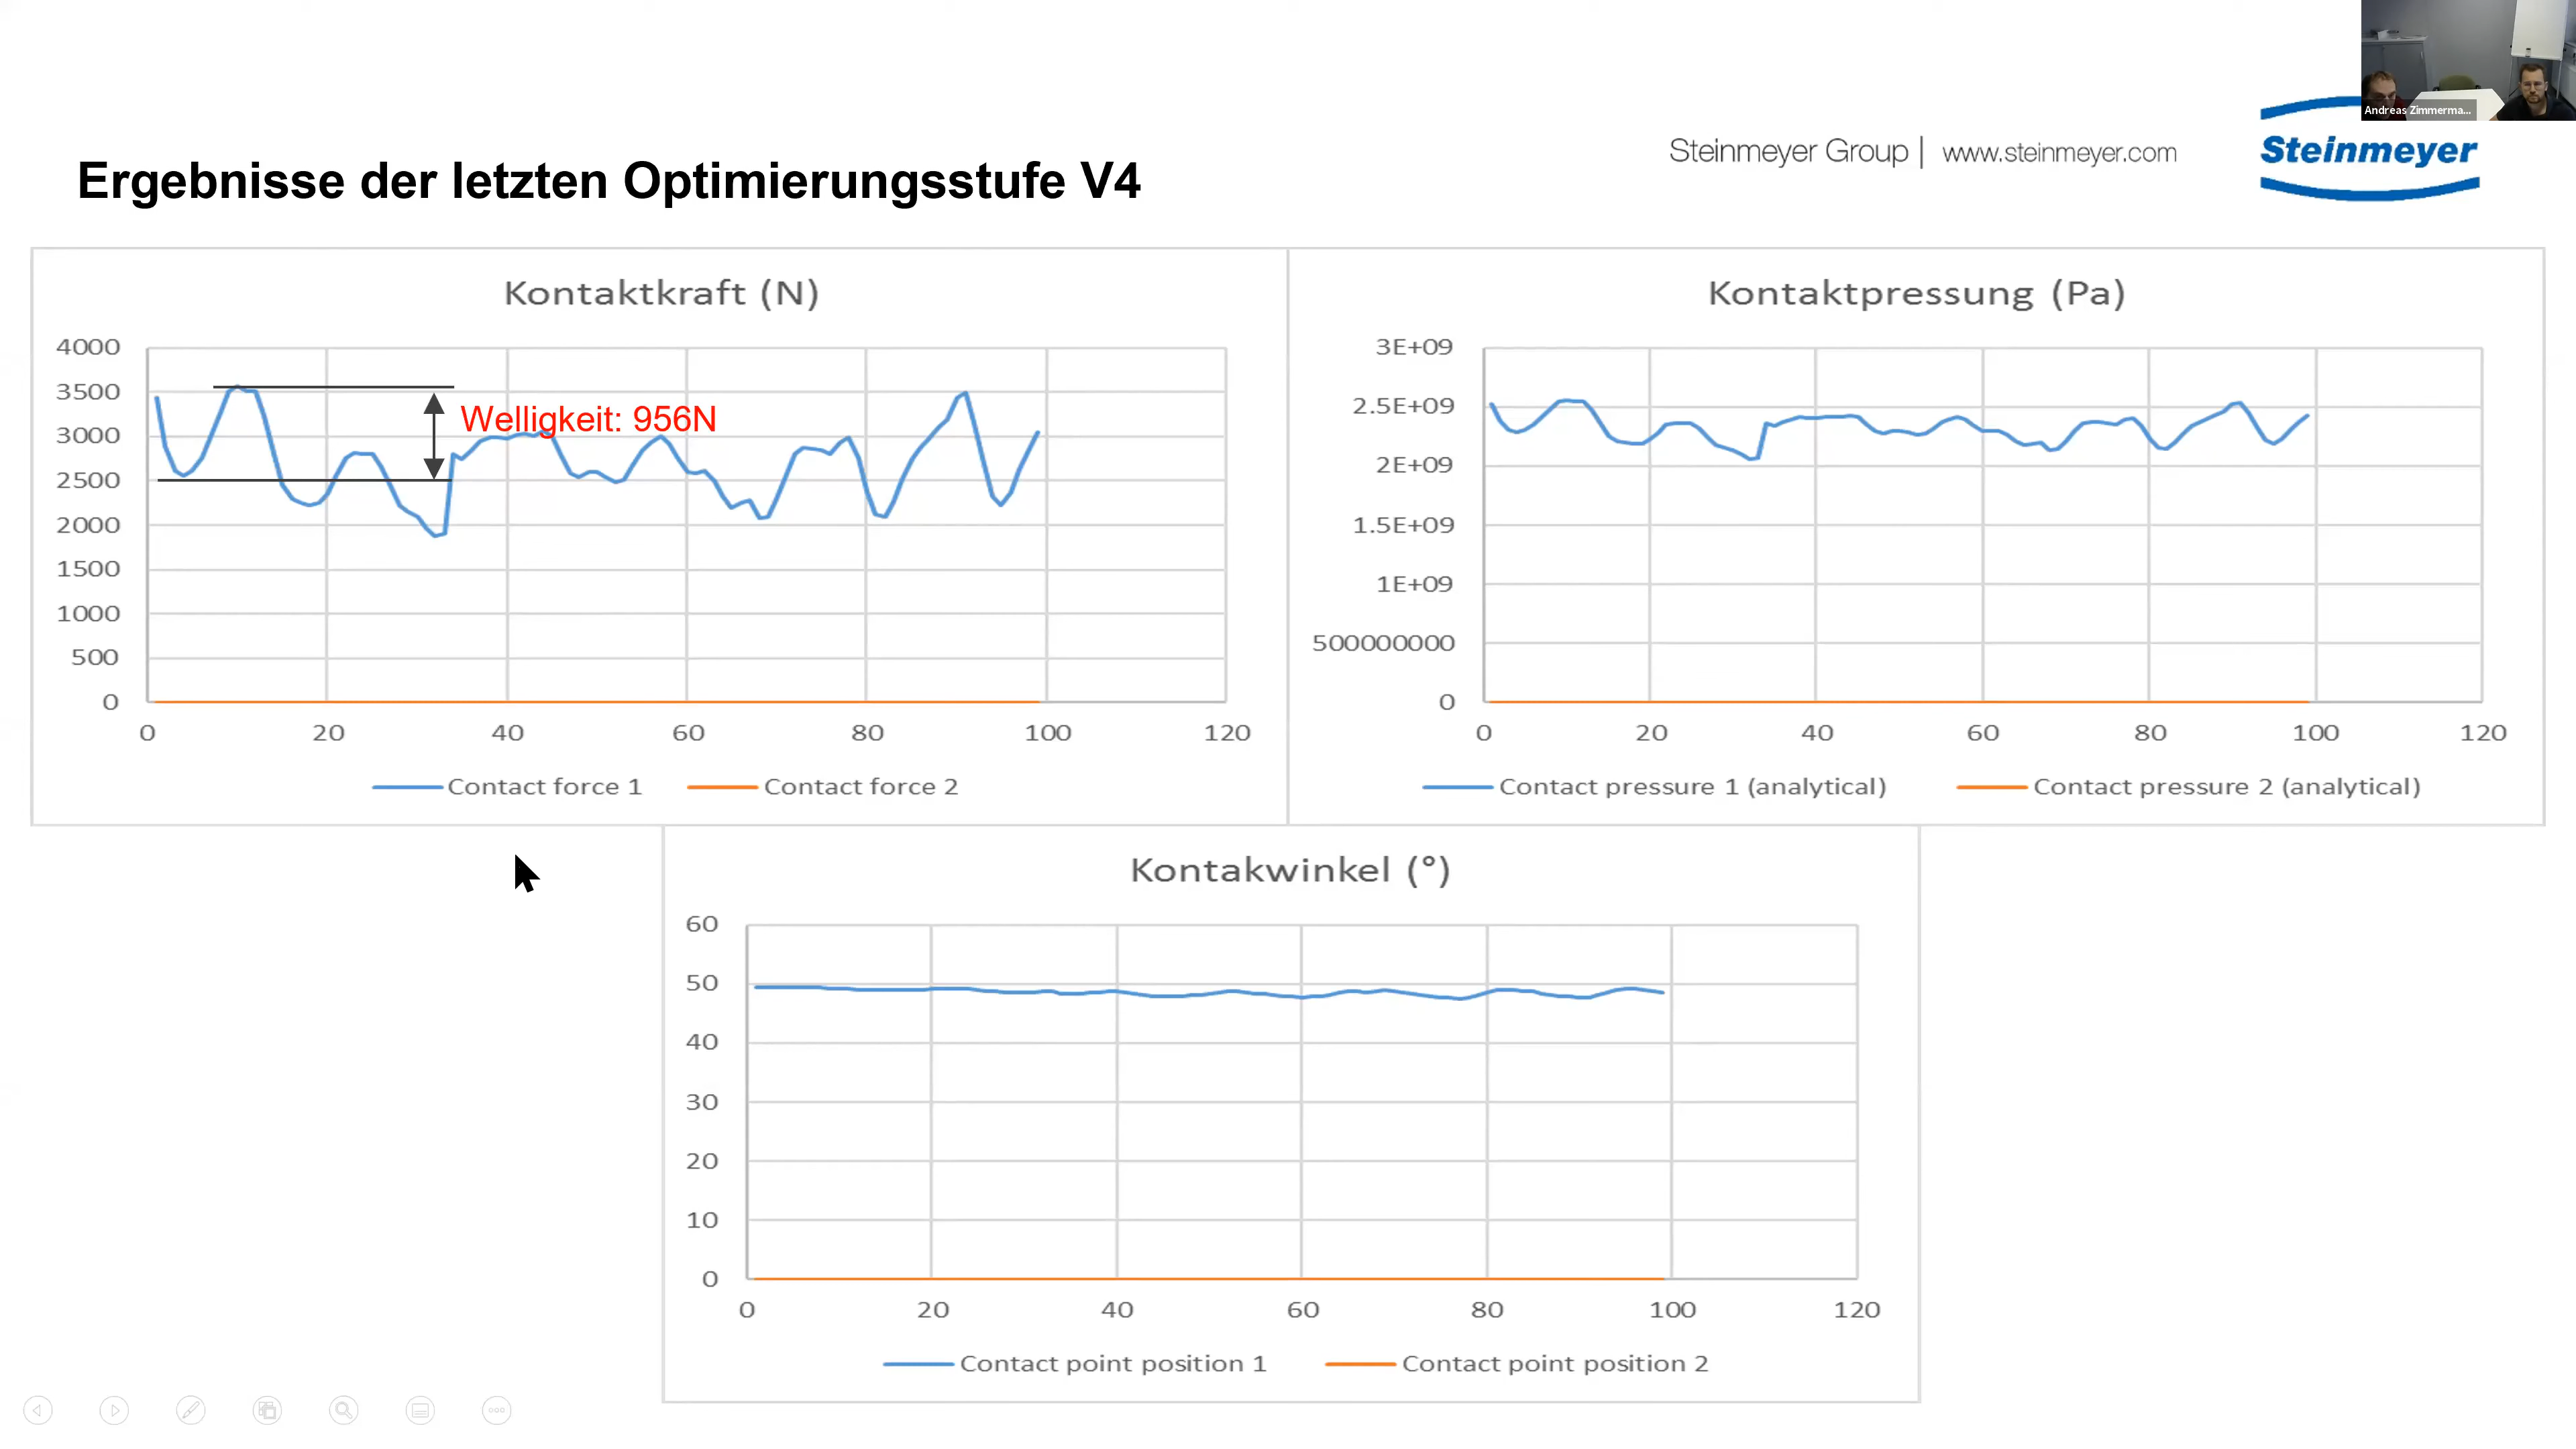 Andreas Zimmerma...
Steinmeyer Group | www.steinmeyer.com
Steinmeyer
Ergebnisse der letzten Optimierungsstufe V4
Kontaktkraft (N)
4000
3500
3000
2500
2000
1500
1000
500
0
Welligkeit: 956N
0 20 40 60 80 100 120
Contact force 1 Contact force 2
Kontaktpressung (Pa)
3E+09
2.5E+09
2E+09
1.5E+09
1E+09
500000000
0
0 20 40 60 80 100 120
Contact pressure 1 (analytical) Contact pressure 2 (analytical)
Kontakwinkel (°)
60
50
40
30
20
10
0
0 20 40 60 80 100 120
Contact point position 1 Contact point position 2